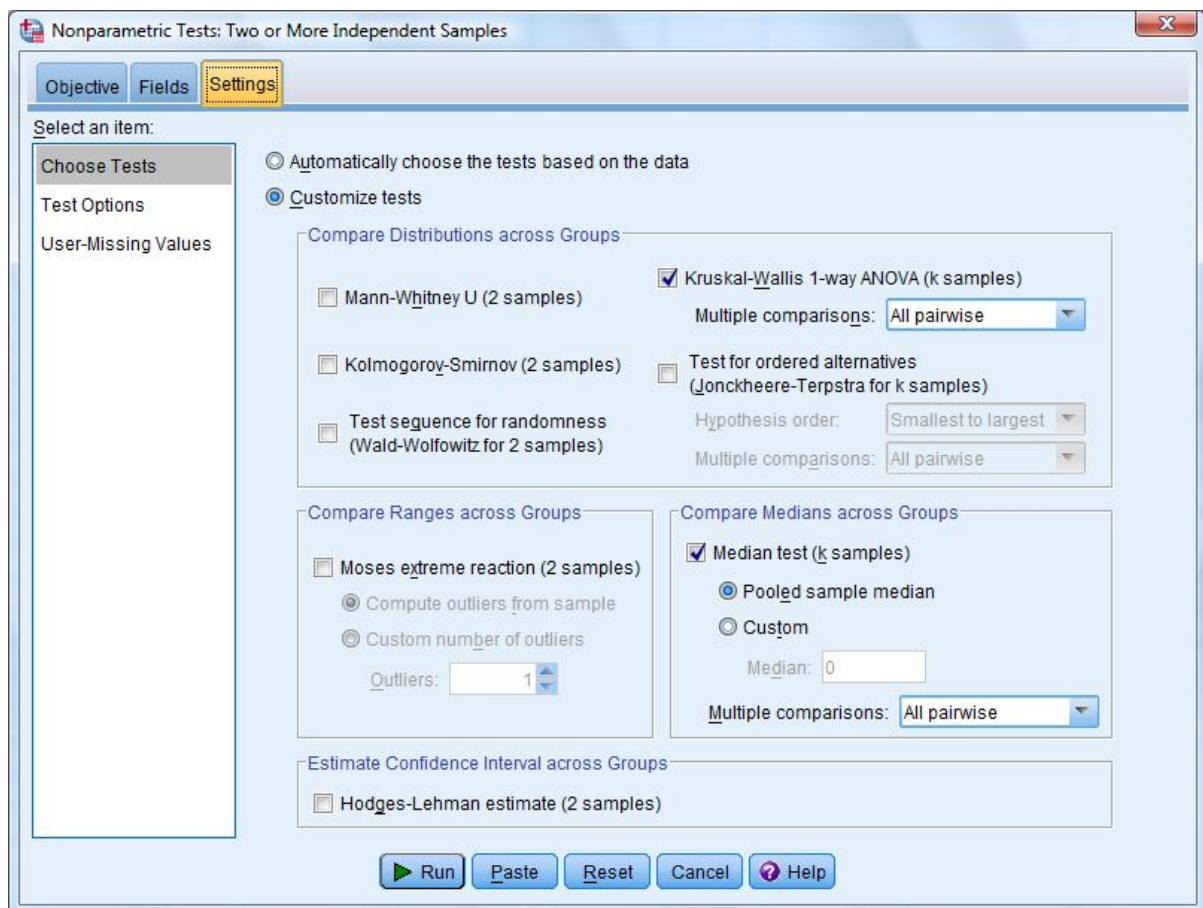 Nonparametric Tests: Two or More Independent Samples
Objective Fields Settings
Select an item:
Choose Tests
Test Options
User-Missing Values
Automatically choose the tests based on the data
Customize tests
Compare Distributions across Groups
Mann-Whitney U (2 samples)
Kolmogorov-Smirnov (2 samples)
Test sequence for randomness
(Wald-Wolfowitz for 2 samples)
Kruskal-Wallis 1-way ANOVA (k samples)
Multiple comparisons: All pairwise
Test for ordered alternatives
(Jonckheere-Terpstra for k samples)
Hypothesis order: Smallest to largest
Multiple comparisons: All pairwise
Compare Ranges across Groups
Moses extreme reaction (2 samples)
Compute outliers from sample
Custom number of outliers
Outliers: 1
Compare Medians across Groups
Median test (k samples)
Pooled sample median
Custom
Median: 0
Multiple comparisons: All pairwise
Estimate Confidence Interval across Groups
Hodges-Lehman estimate (2 samples)
Run Paste Reset Cancel Help